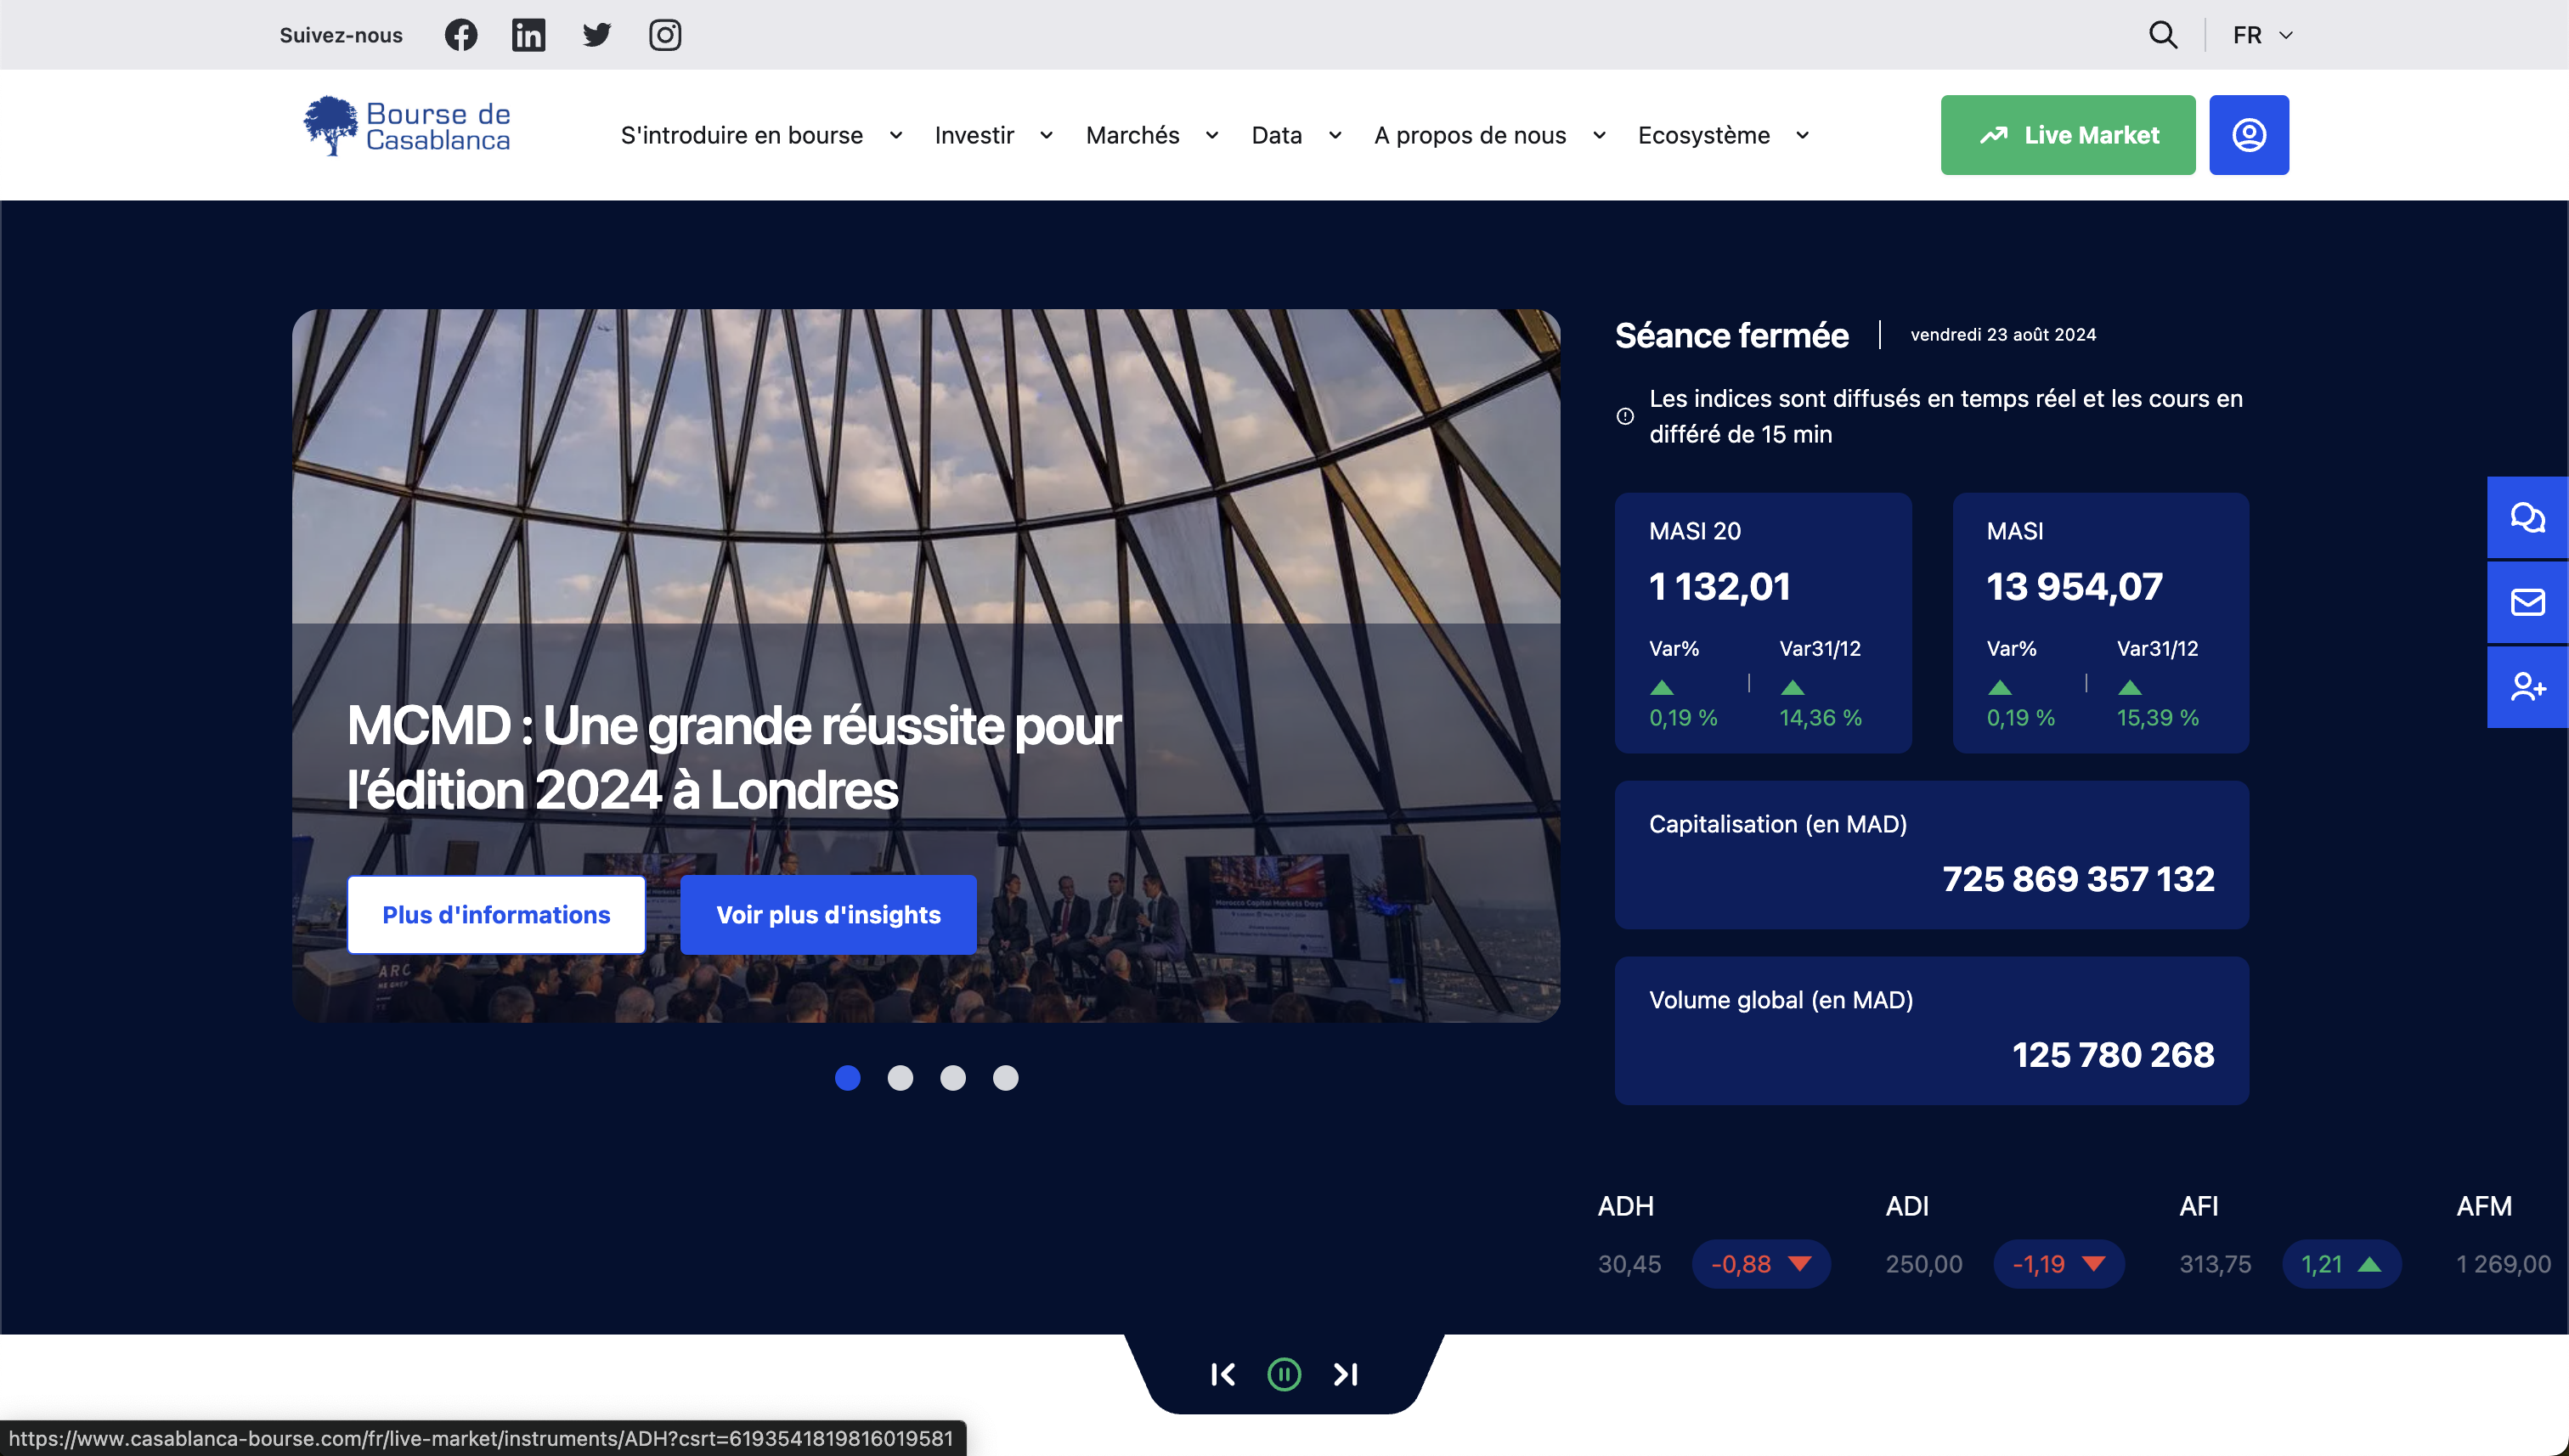 Suivez-nous
FR
Bourse de
Casablanca
S'introduire en bourse
Investir
Marchés
Data
A propos de nous
Ecosystème
Live Market
MCMD : Une grande réussite pour
l'édition 2024 à Londres
Plus d'informations
Voir plus d'insights
ARC
Morocco Capital Markets Days
Séance fermée
vendredi 23 août 2024
Les indices sont diffusés en temps réel et les cours en
différé de 15 min
MASI 20
1 132,01
Var%
Var31/12
0,19 %
14,36 %
MASI
13 954,07
Var%
Var31/12
0,19 %
15,39 %
Capitalisation (en MAD)
725 869 357 132
Volume global (en MAD)
125 780 268
ADH
30,45
-0,88
ADI
250,00
-1,19
AFI
313,75
1,21
AFM
1 269,00
https://www.casablanca-bourse.com/fr/live-market/instruments/ADH?csrt=6193541819816019581